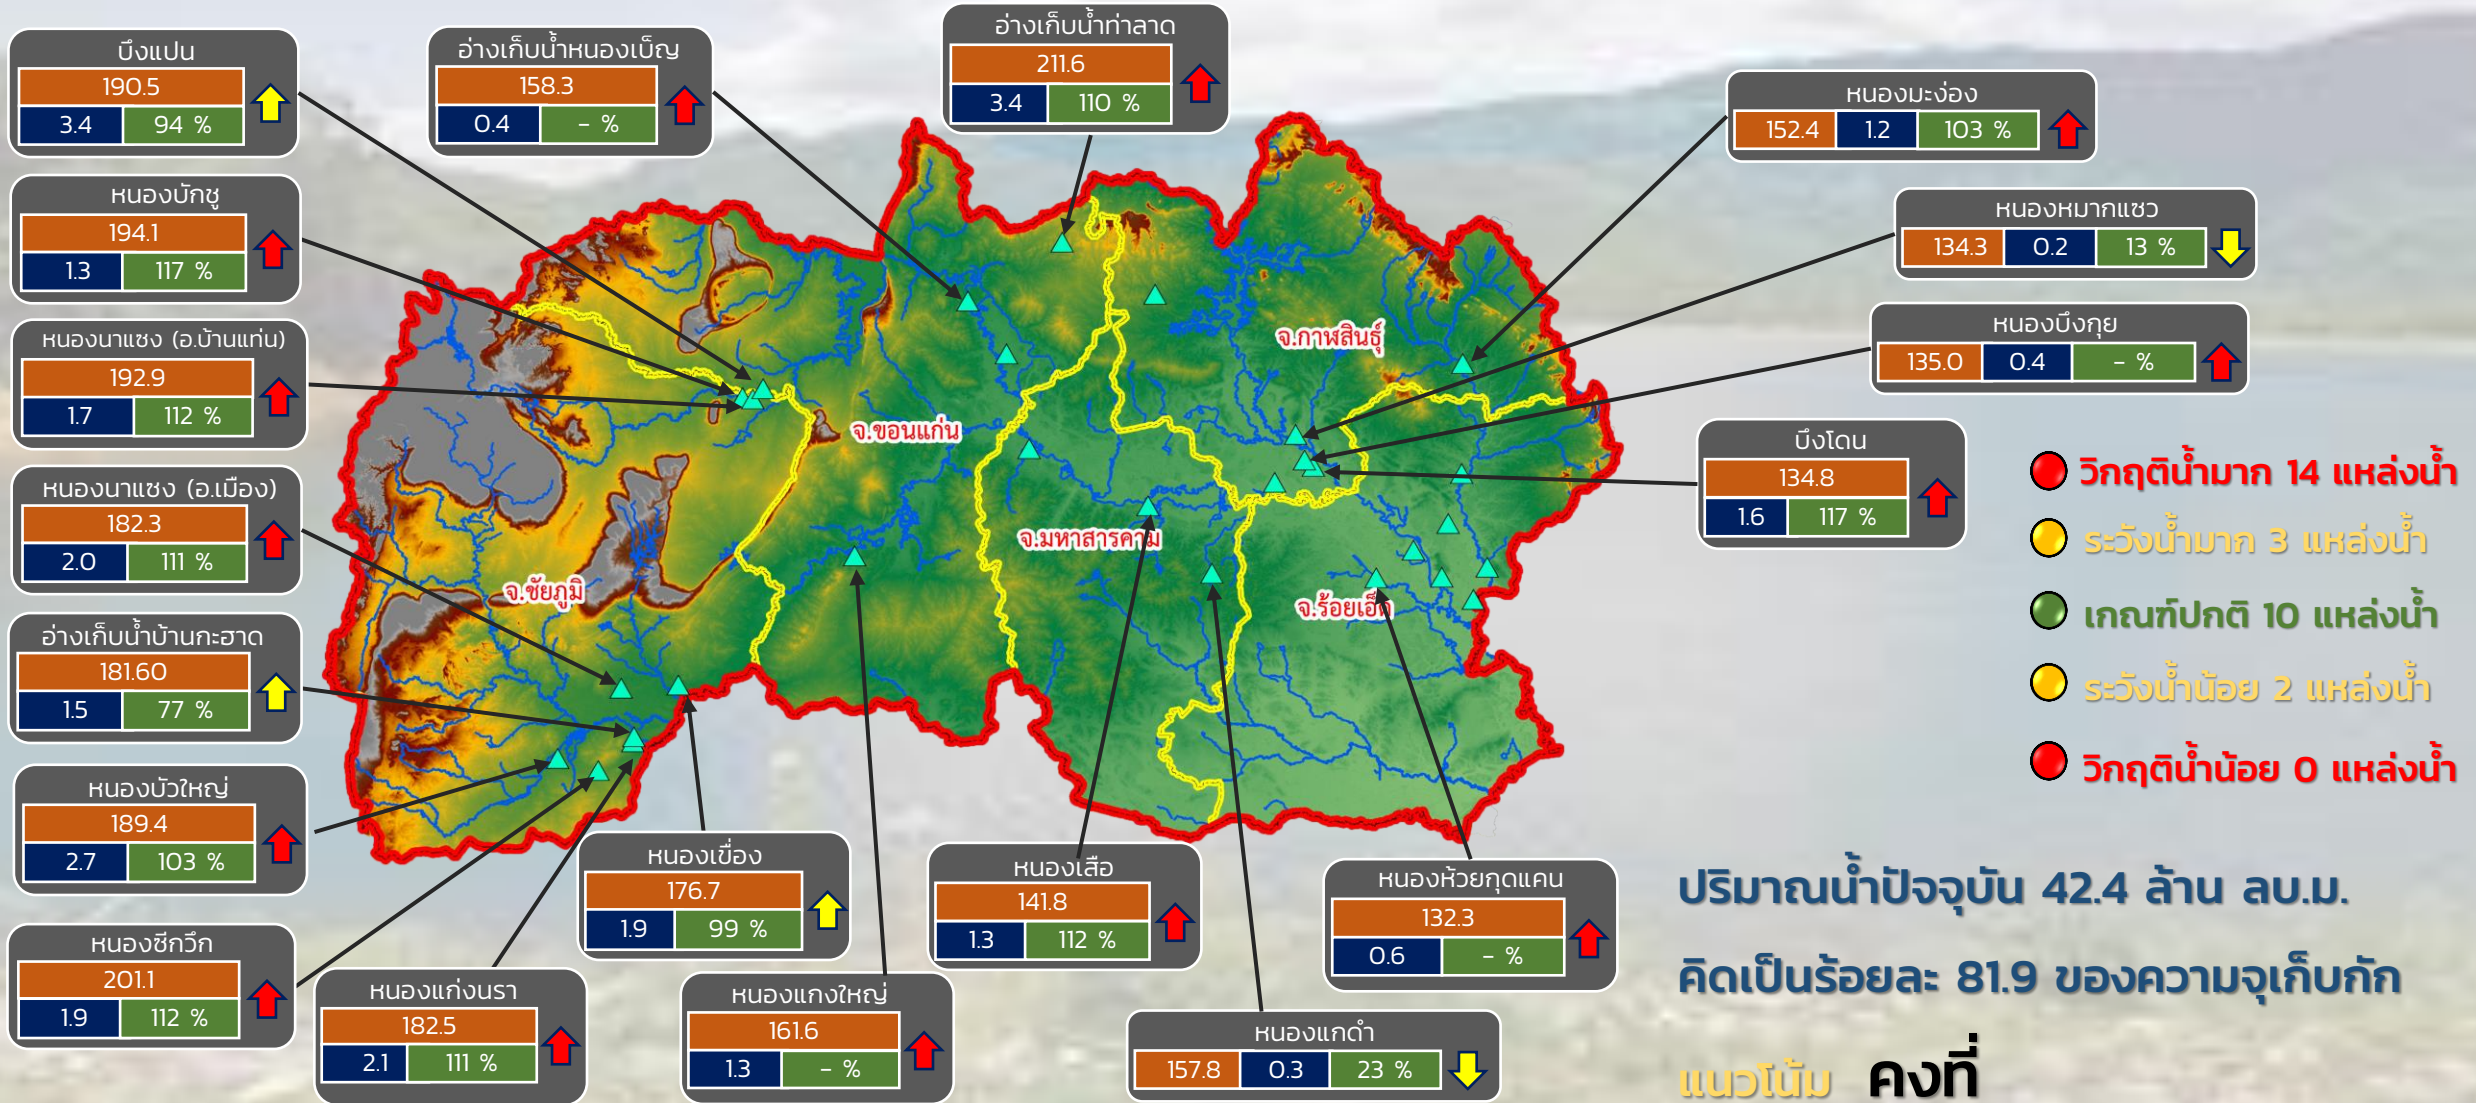 บึงแปน
190.5
3.4 94 %
อ่างเก็บน้ำหนองเบ็ญ
158.3
0.4 - %
อ่างเก็บน้ำท่าลาด
211.6
3.4 110 %
หนองมะง่อง
152.4 1.2 103 %
หนองบักชู
194.1
1.3 117 %
หนองหมากแซว
134.3 0.2 13 %
หนองนาแซง (อ.บ้านแท่น)
192.9
1.7 112 %
หนองบึงกุย
135.0 0.4 - %
จ.กาฬสินธุ์
จ.ขอนแก่น
บึงโดน
134.8
1.6 117 %
หนองนาแซง (อ.เมือง)
182.3
2.0 111 %
จ.มหาสารคาม
จ.ชัยภูมิ
จ.ร้อยเอ็ด
วิกฤติน้ำมาก 14 แหล่งน้ำ
ระวังน้ำมาก 3 แหล่งน้ำ
เกณฑ์ปกติ 10 แหล่งน้ำ
ระวังน้ำน้อย 2 แหล่งน้ำ
วิกฤติน้ำน้อย 0 แหล่งน้ำ
อ่างเก็บน้ำบ้านกะฮาด
181.60
1.5 77 %
หนองบัวใหญ่
189.4
2.7 103 %
หนองเขื่อง
176.7
1.9 99 %
หนองเสือ
141.8
1.3 112 %
หนองห้วยกุดแคน
132.3
0.6 - %
หนองซีกวึก
201.1
1.9 112 %
หนองแก่งนรา
182.5
2.1 111 %
หนองแกงใหญ่
161.6
1.3 - %
หนองแกดำ
157.8 0.3 23 %
ปริมาณน้ำปัจจุบัน 42.4 ล้าน ลบ.ม.
คิดเป็นร้อยละ 81.9 ของความจุเก็บกัก
แนวโน้ม คงที่